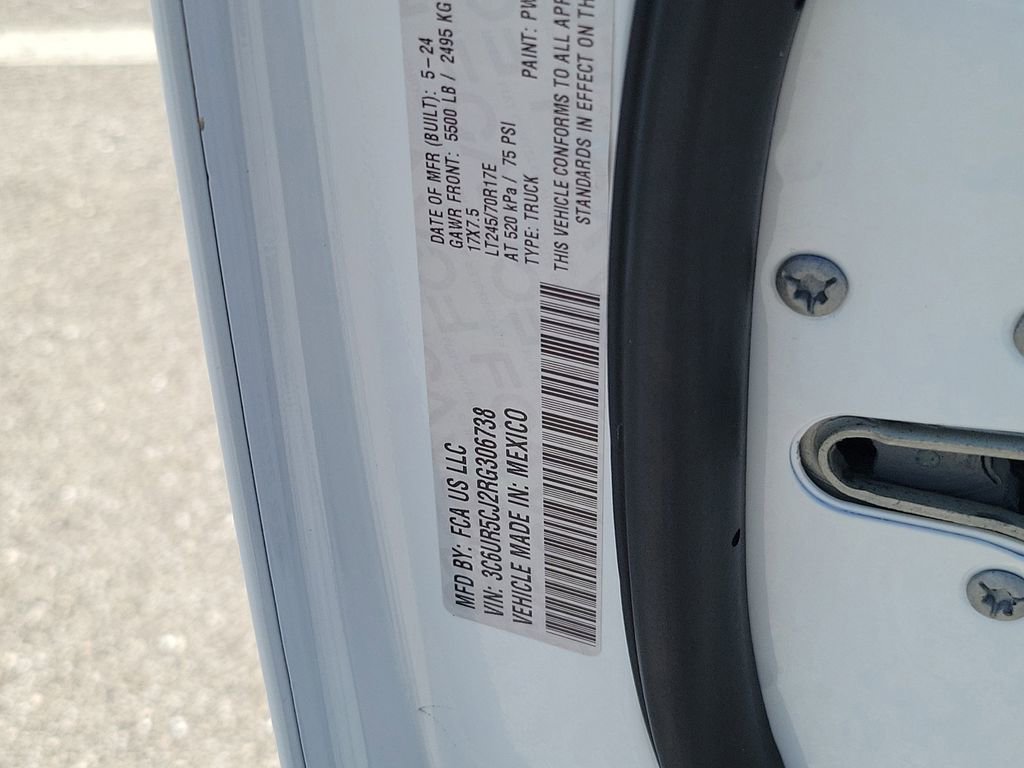 MFD BY: FCA US LLC
VIN: 3C6UR5CJ2RG306738
VEHICLE MADE IN: MEXICO
DATE OF MFR (BUILT): 5-24
GAWR FRONT: 5500 LB / 2495 KG
17X7.5
LT245/70R17E
AT 520 kPa / 75 PSI
TYPE: TRUCK
PAINT: PW
THIS VEHICLE CONFORMS TO ALL APP
STANDARDS IN EFFECT ON TH